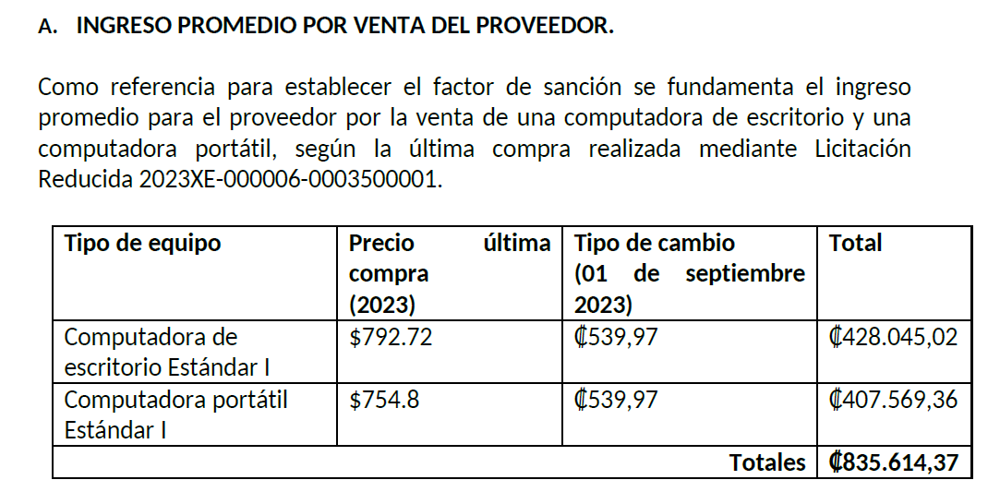 A. INGRESO PROMEDIO POR VENTA DEL PROVEEDOR.
Como referencia para establecer el factor de sanción se fundamenta el ingreso
promedio para el proveedor por la venta de una computadora de escritorio y una
computadora portátil, según la última compra realizada mediante Licitación
Reducida 2023XE-000006-0003500001.
Tipo de equipo
Precio última
compra
(2023)
Tipo de cambio
(01 de septiembre
2023)
Total
Computadora de
escritorio Estándar I
$792.72
₡539,97
₡428.045,02
Computadora portátil
Estándar I
$754.8
₡539,97
₡407.569,36
Totales
₡835.614,37